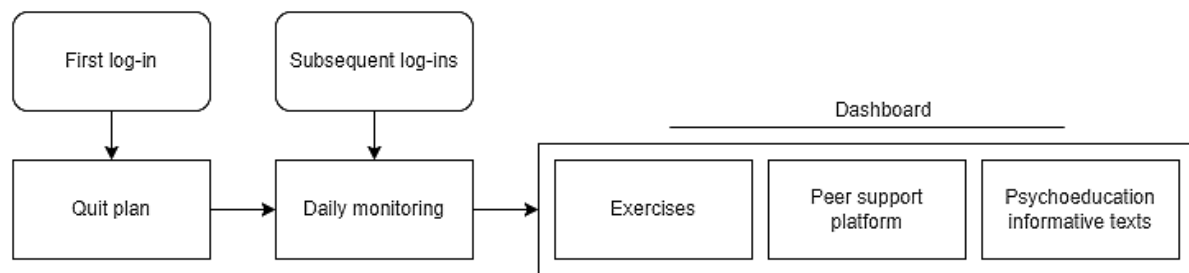 First log-in
Subsequent log-ins
Dashboard
Quit plan
Daily monitoring
Exercises
Peer support
platform
Psychoeducation
informative texts